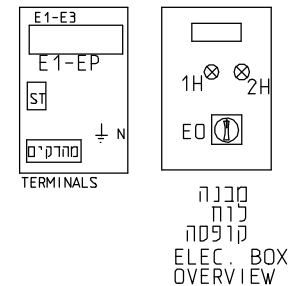 E1-E3
E1-EP
ST
N
מהדקים
TERMINALS
1H
2H
EO
מבנה
לוח
קופסה
ELEC. BOX
OVERVIEW